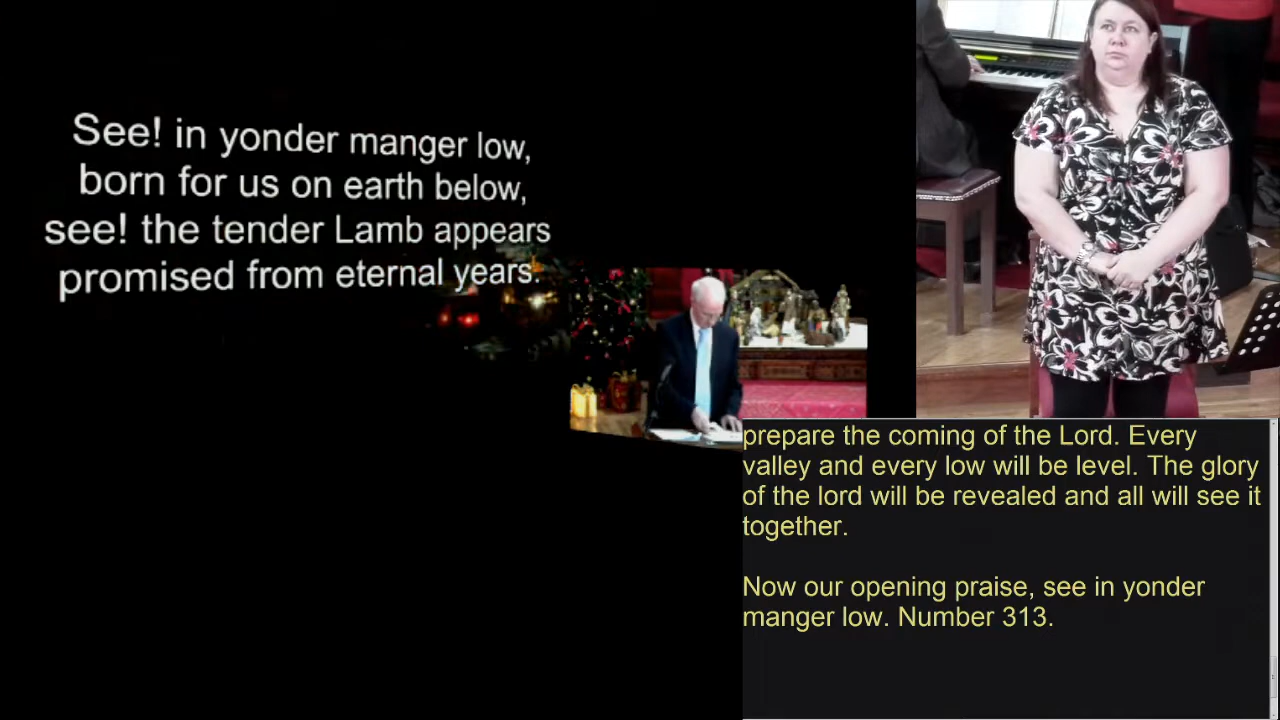 See! in yonder manger low,
born for us on earth below,
see! the tender Lamb appears
promised from eternal years.
prepare the coming of the Lord. Every
valley and every low will be level. The glory
of the lord will be revealed and all will see it
together.
Now our opening praise, see in yonder
manger low. Number 313.